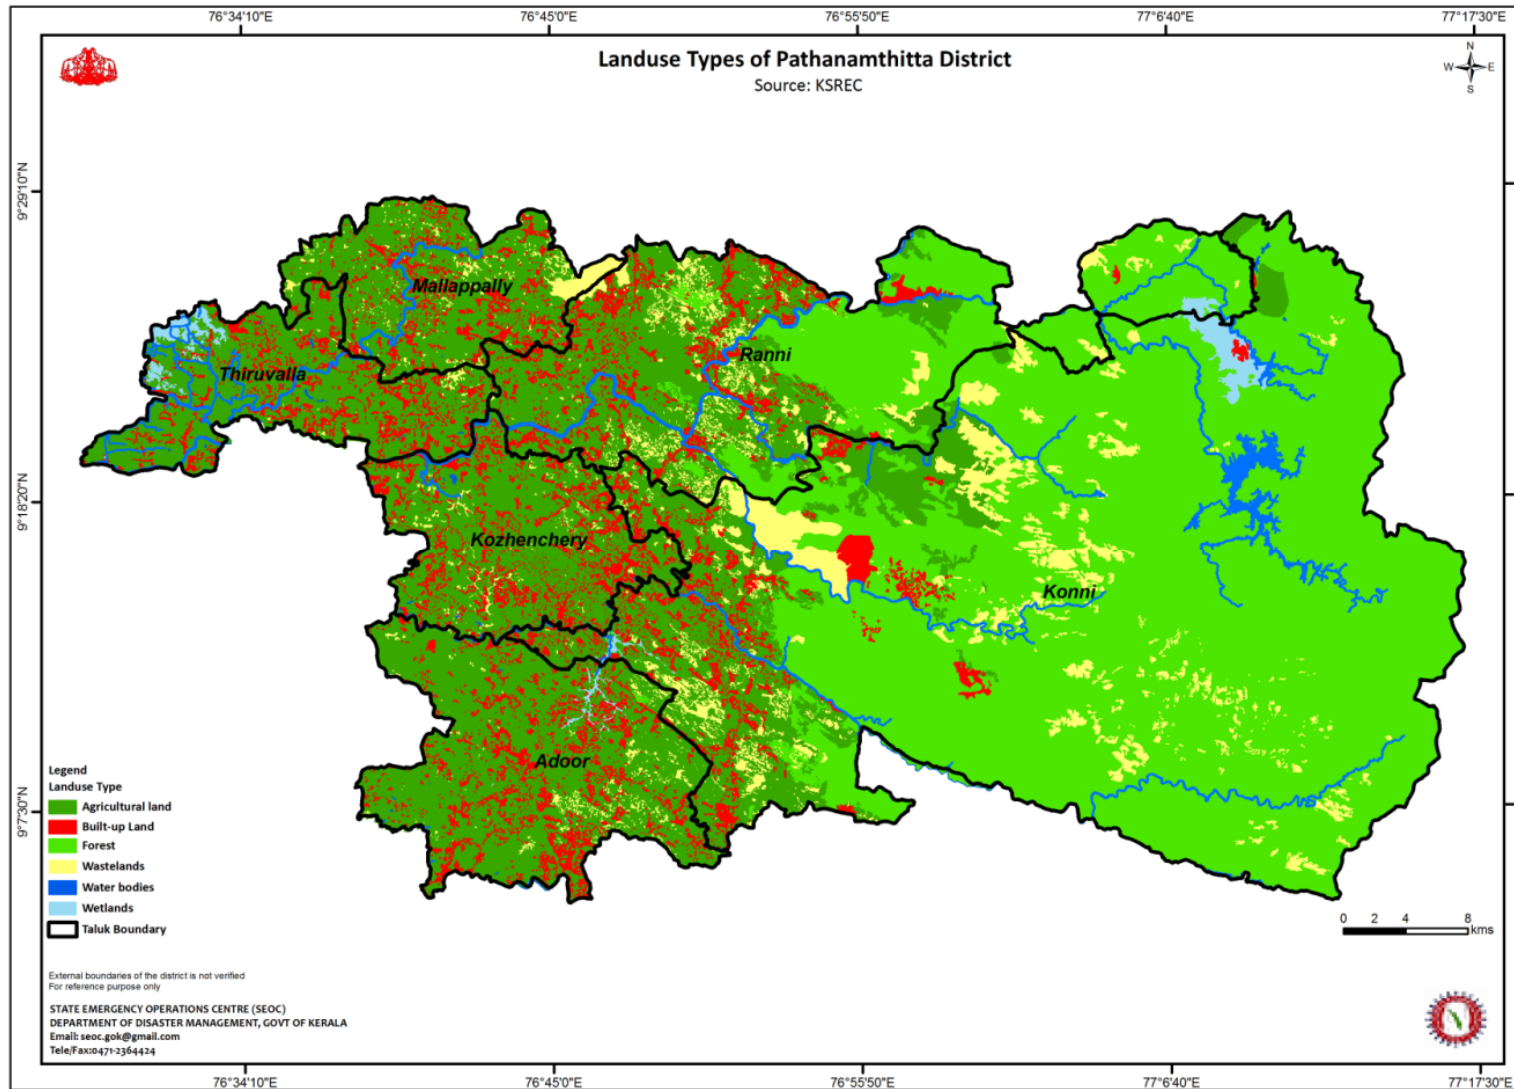 76°34'10"E 76°45'0"E 76°55'50"E 77°6'40"E 77°17'30"E
Landuse Types of Pathanamthitta District
Source: KSREC
N
W E
S
9°29'10"N
Mallappally
Ranni
Thiruvalla
9°18'20"N
Kozhenchery
Konni
Adoor
9°7'30"N
Legend
Landuse Type
Agricultural land
Built-up Land
Forest
Wastelands
Water bodies
Wetlands
Taluk Boundary
0 2 4 8
kms
External boundaries of the district is not verified
For reference purpose only
STATE EMERGENCY OPERATIONS CENTRE (SEOC)
DEPARTMENT OF DISASTER MANAGEMENT, GOVT OF KERALA
Email: seoc.gok@gmail.com
Tele/Fax:0471-2364424
76°34'10"E 76°45'0"E 76°55'50"E 77°6'40"E 77°17'30"E